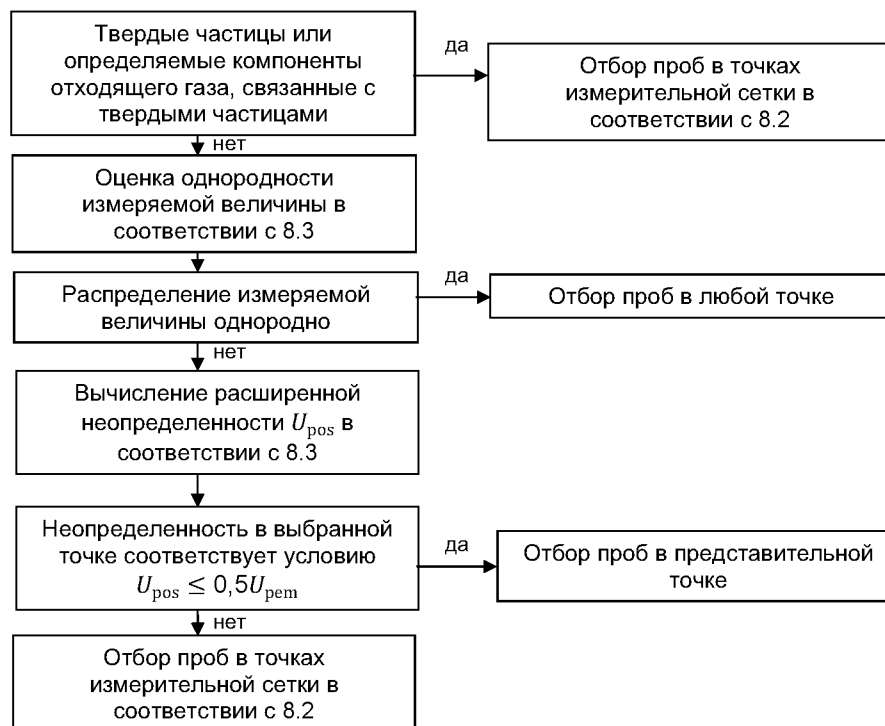 Твердые частицы или
определяемые компоненты
отходящего газа, связанные с
твердыми частицами
да
Отбор проб в точках
измерительной сетки в
соответствии с 8.2
нет
Оценка однородности
измеряемой величины в
соответствии с 8.3
Распределение измеряемой
величины однородно
да
Отбор проб в любой точке
нет
Вычисление расширенной
неопределенности U_pos в
соответствии с 8.3
Неопределенность в выбранной
точке соответствует условию
U_pos ≤ 0,5U_pem
да
Отбор проб в представительной
точке
нет
Отбор проб в точках
измерительной сетки в
соответствии с 8.2